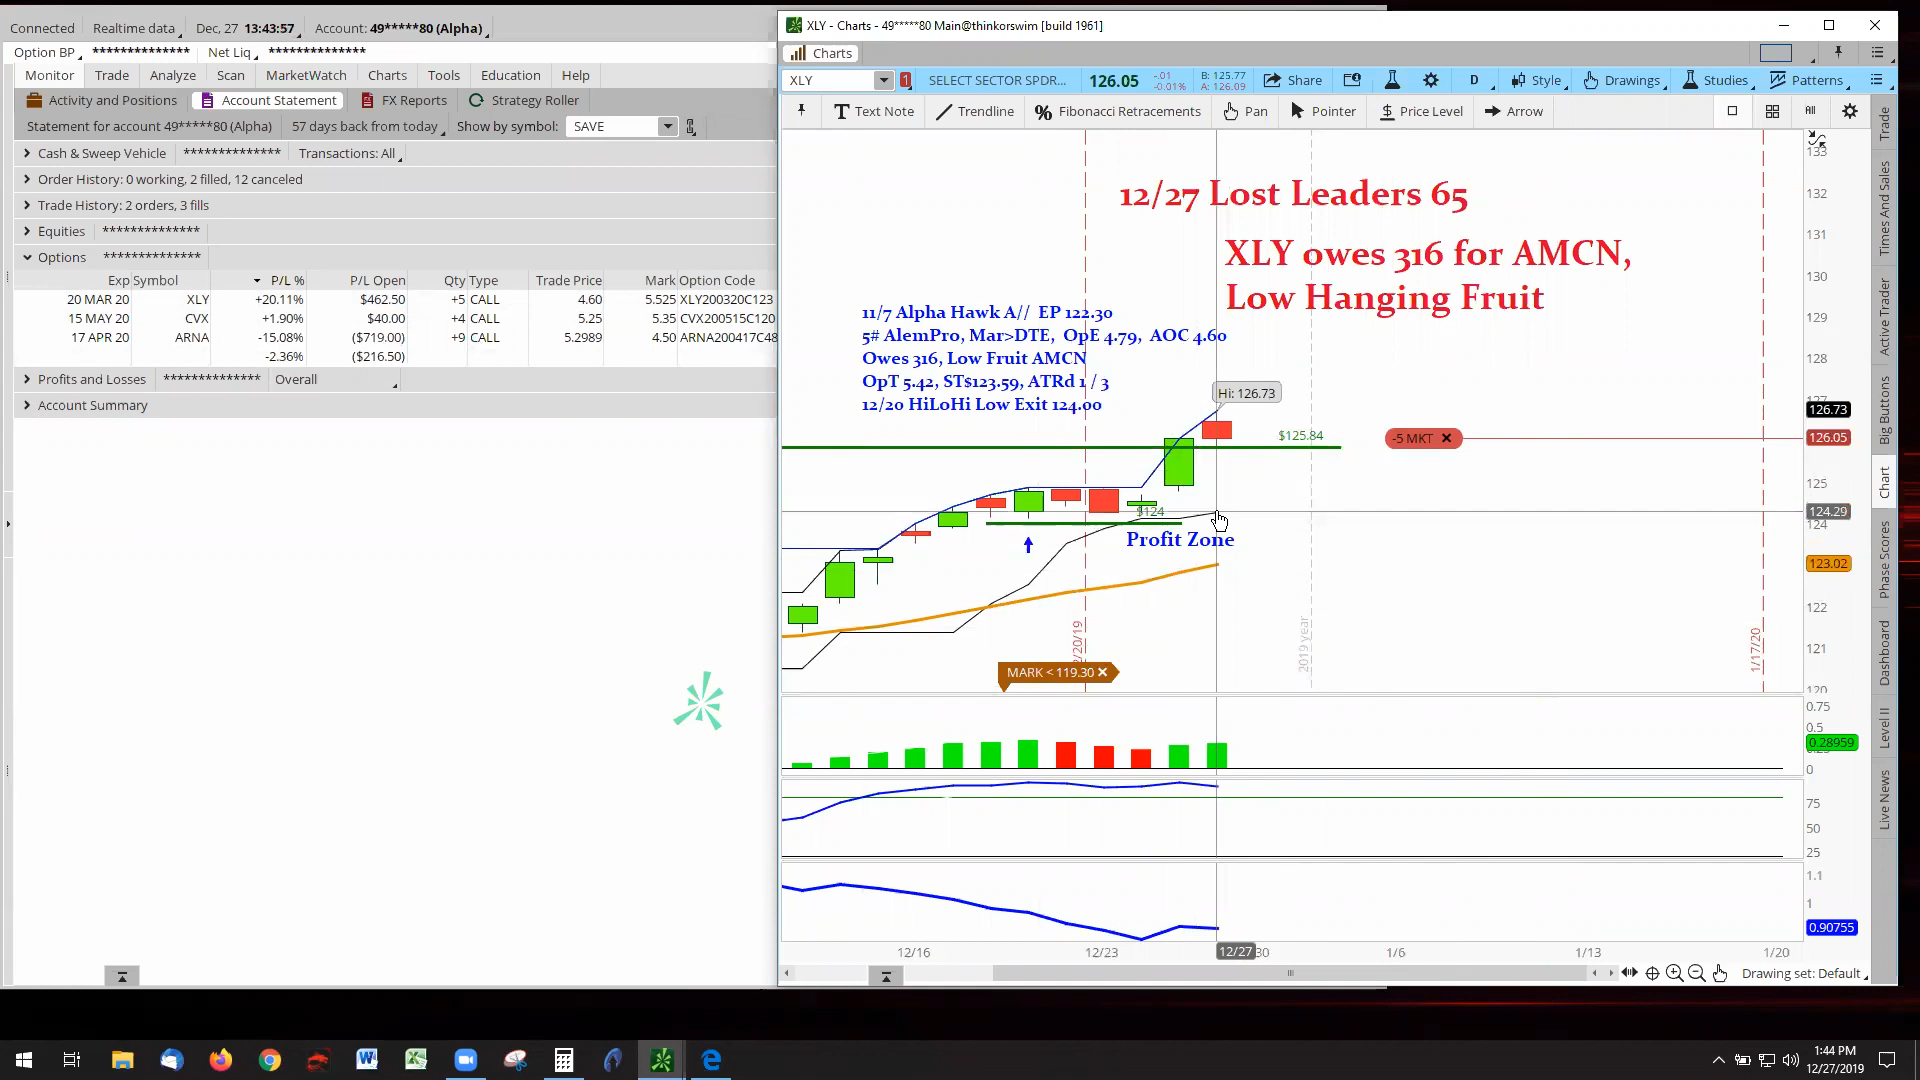 Connected Realtime data Dec, 27 13:43:57 Account: 49*****80 (Alpha)
Option BP ************** Net Liq **************
Monitor Trade Analyze Scan MarketWatch Charts Tools Education Help
Activity and Positions Account Statement FX Reports Strategy Roller
Statement for account 49*****80 (Alpha) 57 days back from today Show by symbol: SAVE
Cash & Sweep Vehicle ************** Transactions: All
Order History: 0 working, 2 filled, 12 canceled
Trade History: 2 orders, 3 fills
Equities **************
Options **************
Exp Symbol P/L % P/L Open Qty Type Trade Price Mark Option Code
20 MAR 20 XLY +20.11% $462.50 +5 CALL 4.60 5.525 XLY200320C123
15 MAY 20 CVX +1.90% $40.00 +4 CALL 5.25 5.35 CVX200515C120
17 APR 20 ARNA -15.08% ($719.00) +9 CALL 5.2989 4.50 ARNA200417C48
-2.36% ($216.50)
Profits and Losses ************** Overall
Account Summary
XLY - Charts - 49*****80 Main@thinkorswim [build 1961]
Charts
XLY 1 SELECT SECTOR SPDR... 126.05 -.01 -0.01% B: 125.77 A: 126.09 Share D Style Drawings Studies Patterns
Text Note Trendline % Fibonacci Retracements Pan Pointer $ Price Level Arrow All
12/27 Lost Leaders 65
XLY owes 316 for AMCN,
Low Hanging Fruit
11/7 Alpha Hawk A// EP 122.30
5# AlemPro, Mar>DTE, OpE 4.79, AOC 4.60
Owes 316, Low Fruit AMCN
OpT 5.42, ST$123.59, ATRd 1 / 3
12/20 HiLoHi Low Exit 124.00
Hi: 126.73
$125.84
-5 MKT
$124
Profit Zone
MARK < 119.30
2019 year
1/17/20
133
132
131
130
129
128
126.73
126.05
125
124.29
124
123.02
122
121
120
0.75
0.5
0.28959
0
75
50
25
1.1
1
0.90755
12/16 12/23 12/27 30 1/6 1/13 1/20
Drawing set: Default
Trade
Times And Sales
Active Trader
Big Buttons
Chart
Phase Scores
Dashboard
Level II
Live News
1:44 PM
12/27/2019